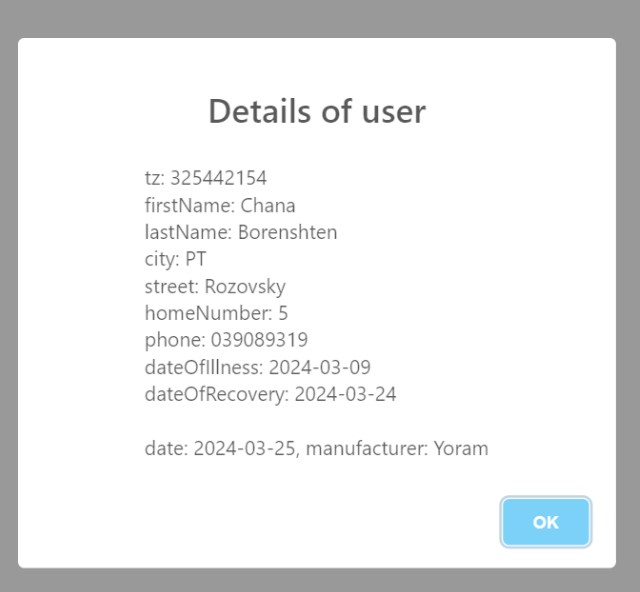 Details of user
tz: 325442154
firstName: Chana
lastName: Borenshten
city: PT
street: Rozovsky
homeNumber: 5
phone: 039089319
dateOfIllness: 2024-03-09
dateOfRecovery: 2024-03-24
date: 2024-03-25, manufacturer: Yoram
OK